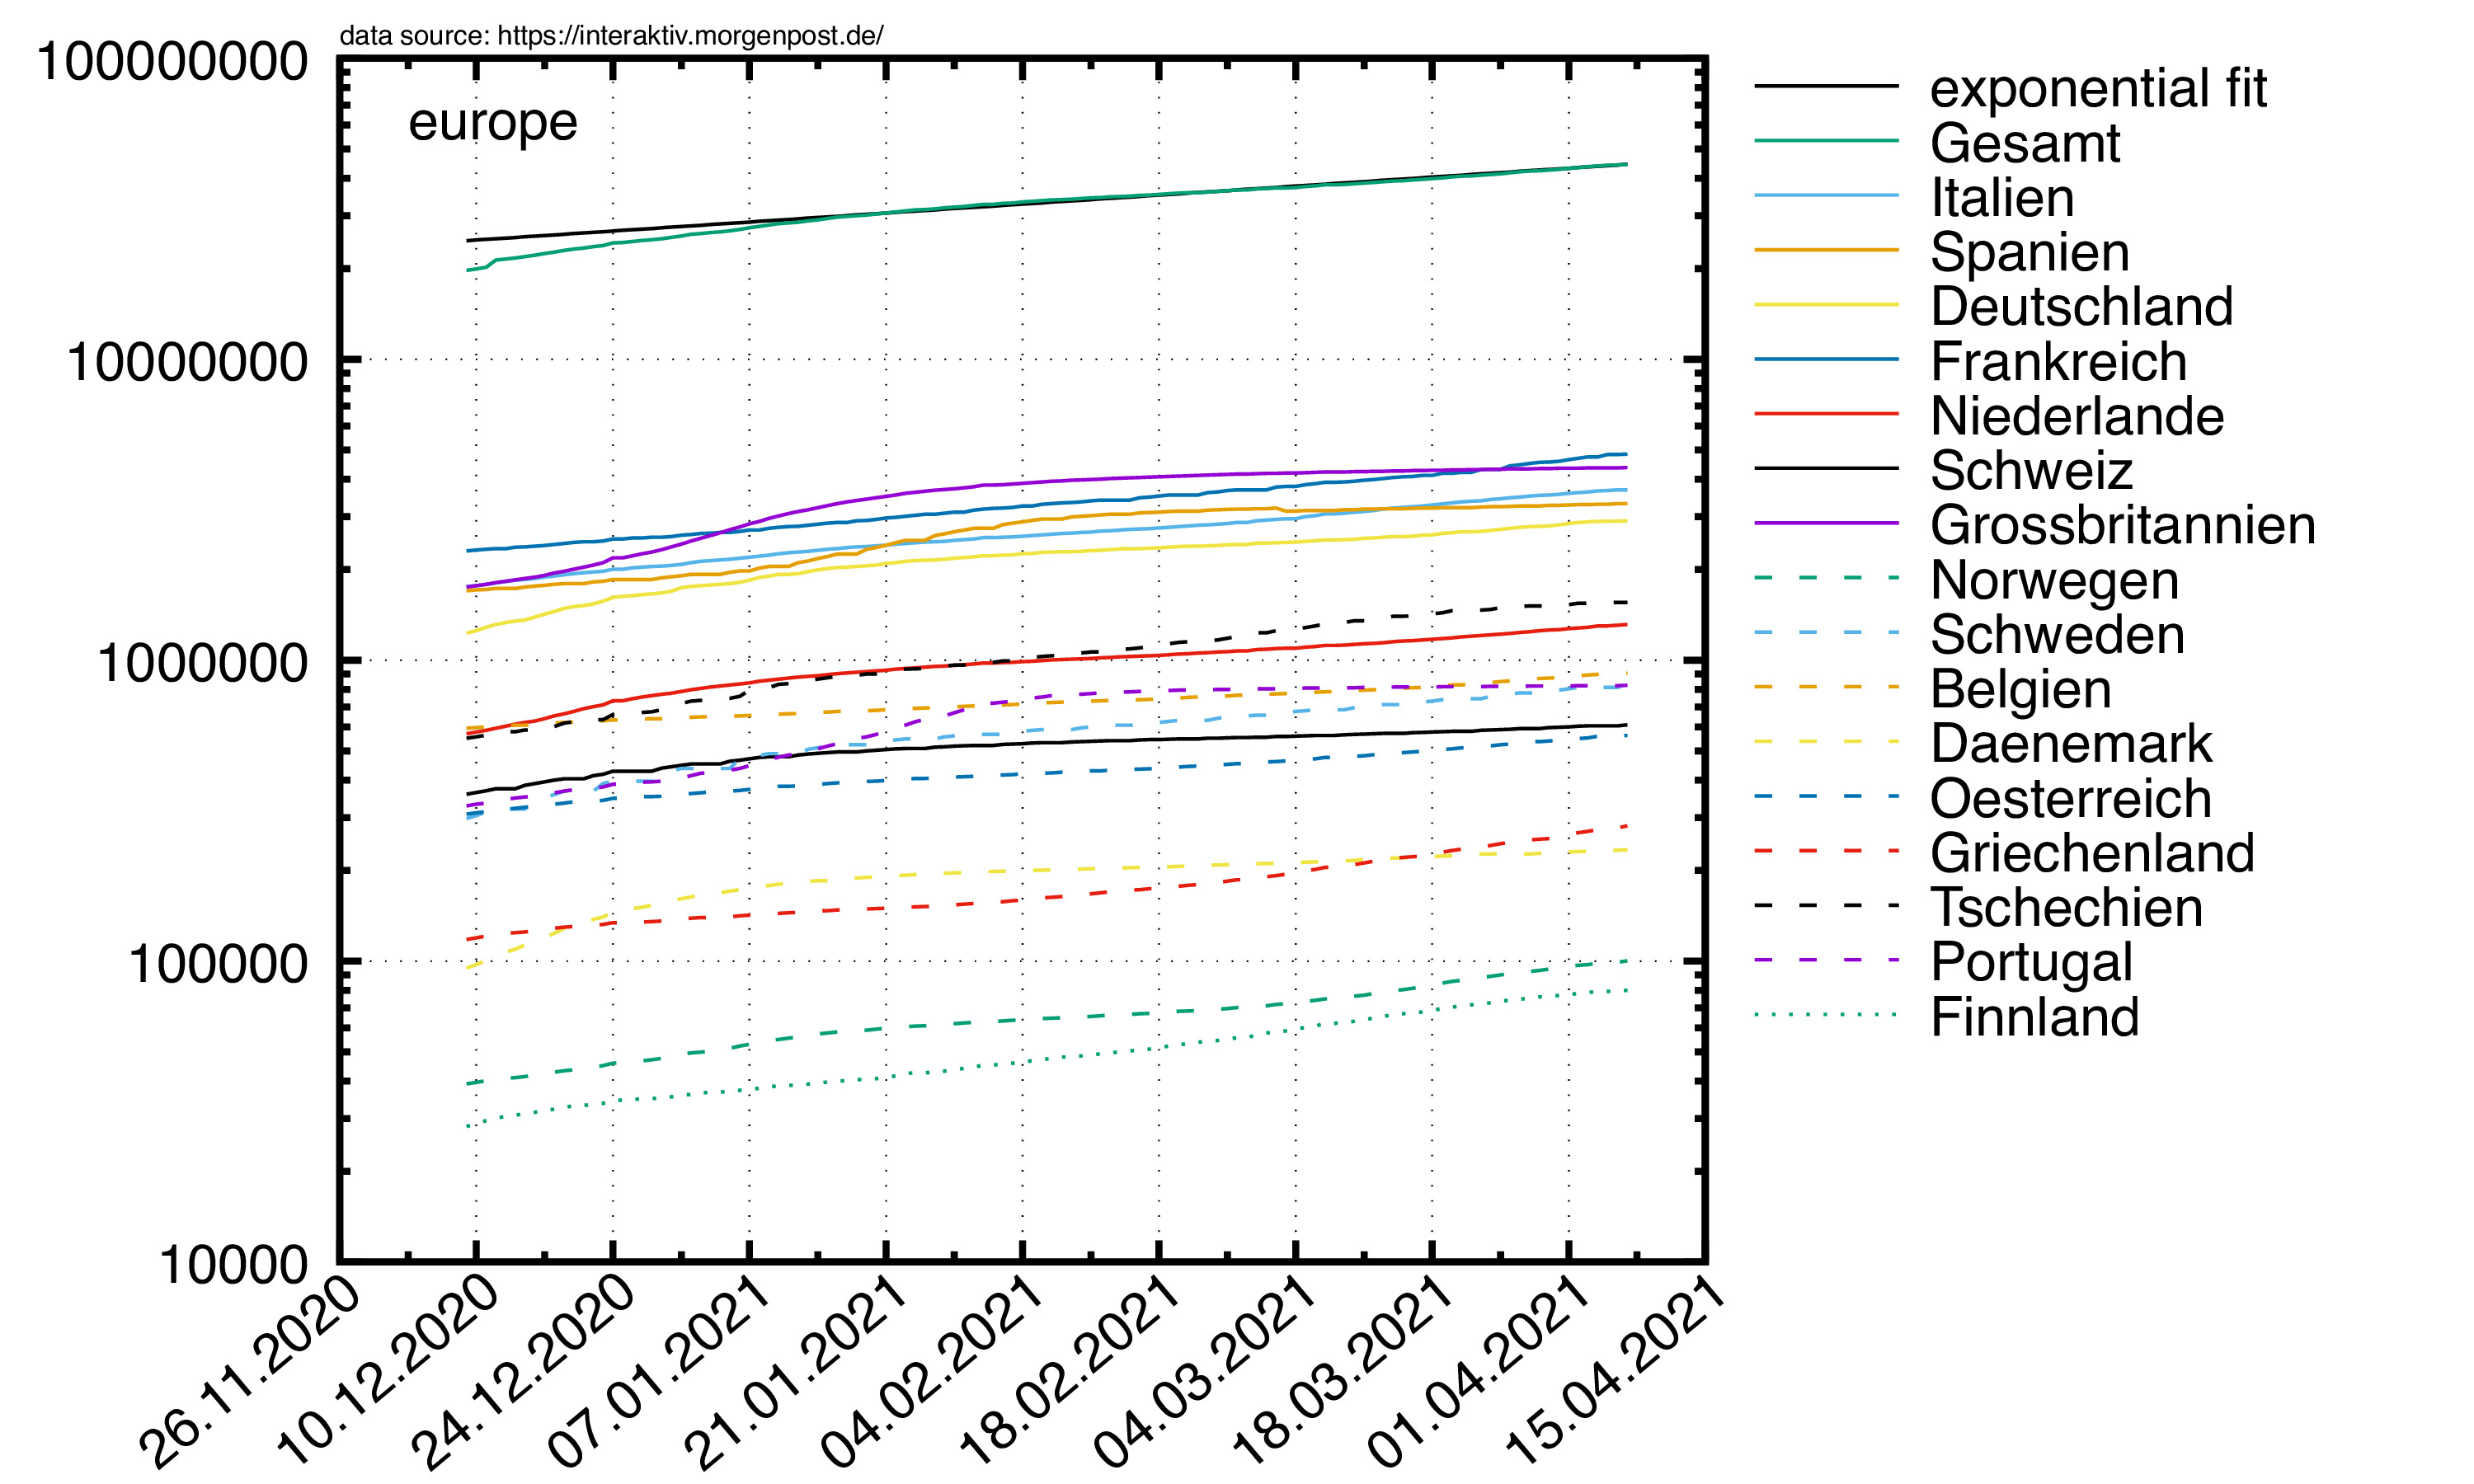 data source: https://interaktiv.morgenpost.de/
europe
100000000
10000000
1000000
100000
10000
26.11.2020
10.12.2020
24.12.2020
07.01.2021
21.01.2021
04.02.2021
18.02.2021
04.03.2021
18.03.2021
01.04.2021
15.04.2021
exponential fit
Gesamt
Italien
Spanien
Deutschland
Frankreich
Niederlande
Schweiz
Grossbritannien
Norwegen
Schweden
Belgien
Daenemark
Oesterreich
Griechenland
Tschechien
Portugal
Finnland